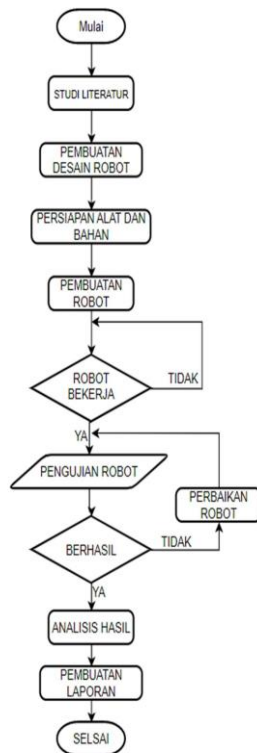 Mulai
STUDI LITERATUR
PEMBUATAN
DESAIN ROBOT
PERSIAPAN ALAT DAN
BAHAN
PEMBUATAN
ROBOT
ROBOT
BEKERJA
TIDAK
YA
PENGUJIAN ROBOT
PERBAIKAN
ROBOT
BERHASIL
TIDAK
YA
ANALISIS HASIL
PEMBUATAN
LAPORAN
SELSAI